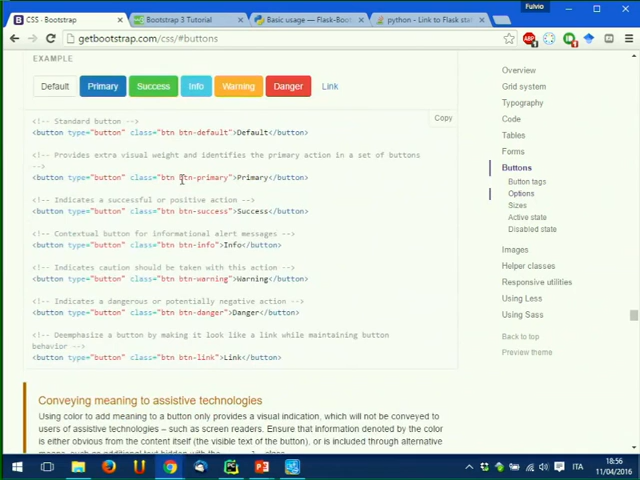 Fulvio
CSS · Bootstrap
Bootstrap 3 Tutorial
Basic usage — Flask-Boot
python - Link to Flask sta
getbootstrap.com/css/#buttons
EXAMPLE
Default Primary Success Info Warning Danger Link
Copy
<!-- Standard button -->
<button type="button" class="btn btn-default">Default</button>
<!-- Provides extra visual weight and identifies the primary action in a set of buttons
-->
<button type="button" class="btn btn-primary">Primary</button>
<!-- Indicates a successful or positive action -->
<button type="button" class="btn btn-success">Success</button>
<!-- Contextual button for informational alert messages -->
<button type="button" class="btn btn-info">Info</button>
<!-- Indicates caution should be taken with this action -->
<button type="button" class="btn btn-warning">Warning</button>
<!-- Indicates a dangerous or potentially negative action -->
<button type="button" class="btn btn-danger">Danger</button>
<!-- Deemphasize a button by making it look like a link while maintaining button
behavior -->
<button type="button" class="btn btn-link">Link</button>
Conveying meaning to assistive technologies
Using color to add meaning to a button only provides a visual indication, which will not be conveyed to
users of assistive technologies – such as screen readers. Ensure that information denoted by the color
is either obvious from the content itself (the visible text of the button), or is included through alternative
Overview
Grid system
Typography
Code
Tables
Forms
Buttons
Button tags
Options
Sizes
Active state
Disabled state
Images
Helper classes
Responsive utilities
Using Less
Using Sass
Back to top
Preview theme
ITA
18:56
11/04/2016